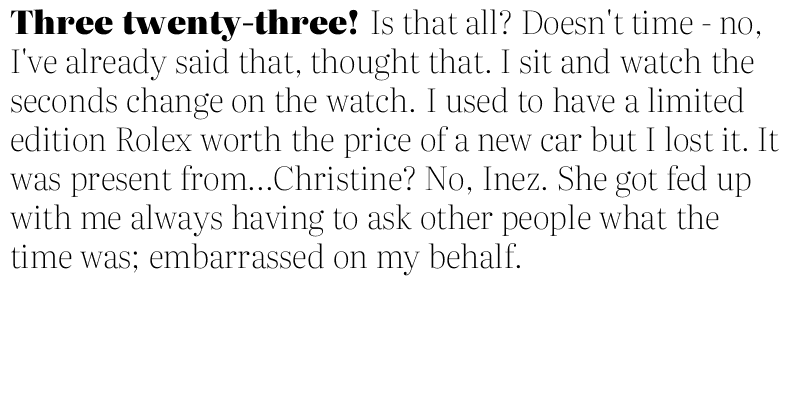 Three twenty-three! Is that all? Doesn't time - no,
I've already said that, thought that. I sit and watch the
seconds change on the watch. I used to have a limited
edition Rolex worth the price of a new car but I lost it. It
was present from...Christine? No, Inez. She got fed up
with me always having to ask other people what the
time was; embarrassed on my behalf.